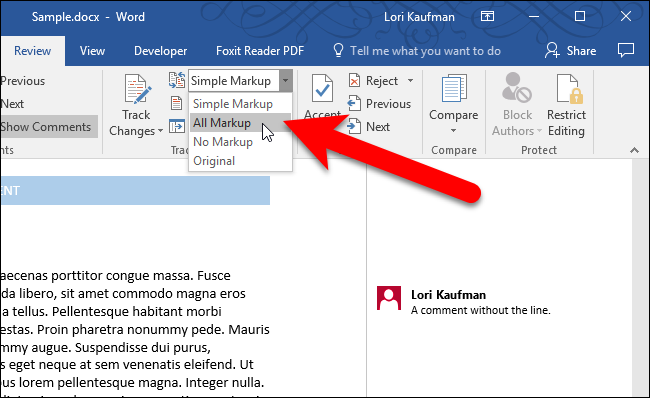 Sample.docx - Word
Lori Kaufman
Review
View
Developer
Foxit Reader PDF
Tell me what you want to do
Share
Previous
Next
Show Comments
Track
Changes
Simple Markup
Simple Markup
All Markup
No Markup
Original
Accept
Reject
Previous
Next
Compare
Compare
Block
Authors
Restrict
Editing
Protect
nts
Trac
ENT
aecenas porttitor congue massa. Fusce
da libero, sit amet commodo magna eros
a tellus. Pellentesque habitant morbi
estas. Proin pharetra nonummy pede. Mauris
mmy augue. Suspendisse dui purus,
s eget neque at sem venenatis eleifend. Ut
ous lorem pellentesque magna. Integer nulla.
Lori Kaufman
A comment without the line.